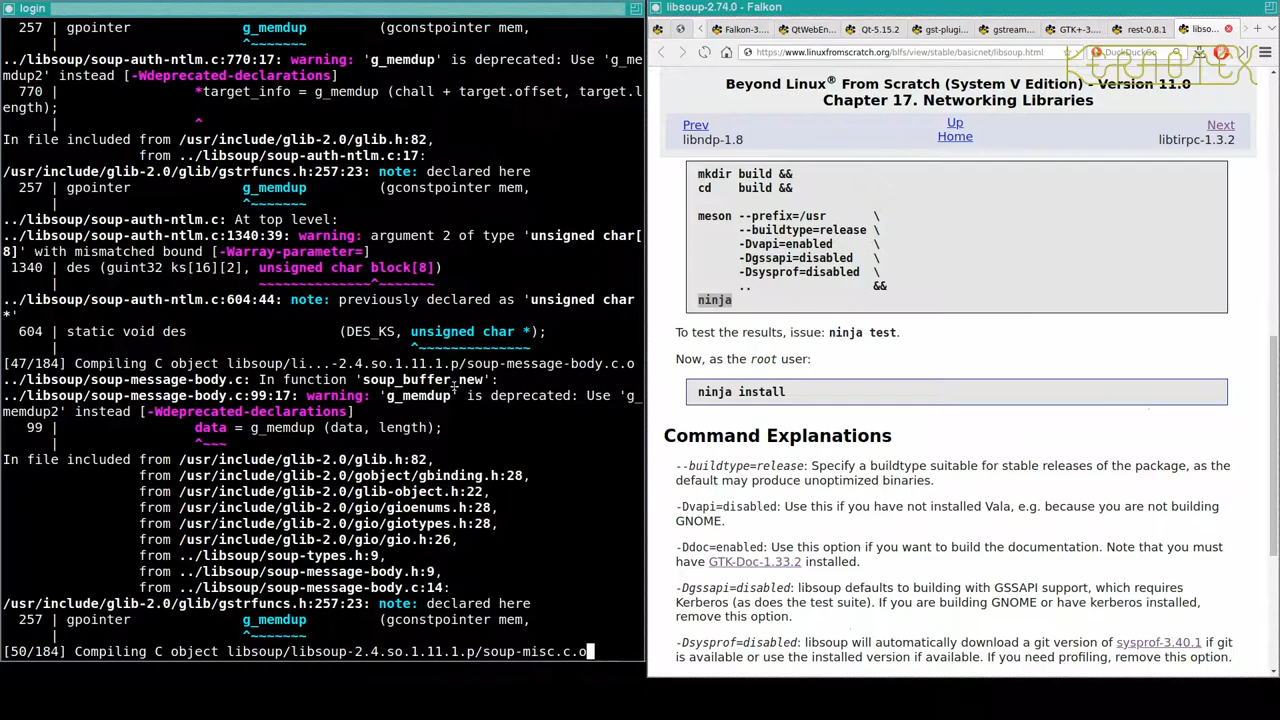 login
257 | gpointer g_memdup (gconstpointer mem,
| ^~~~~~~~
../libsoup/soup-auth-ntlm.c:770:17: warning: 'g_memdup' is deprecated: Use 'g_me
mdup2' instead [-Wdeprecated-declarations]
770 | *target_info = g_memdup (chall + target.offset, target.l
ength);
| ^
In file included from /usr/include/glib-2.0/glib.h:82,
from ../libsoup/soup-auth-ntlm.c:17:
/usr/include/glib-2.0/glib/gstrfuncs.h:257:23: note: declared here
257 | gpointer g_memdup (gconstpointer mem,
| ^~~~~~~~
../libsoup/soup-auth-ntlm.c: At top level:
../libsoup/soup-auth-ntlm.c:1340:39: warning: argument 2 of type 'unsigned char[
8]' with mismatched bound [-Warray-parameter=]
1340 | des (guint32 ks[16][2], unsigned char block[8])
| ~~~~~~~~~~~~~~^~~~~~~~
../libsoup/soup-auth-ntlm.c:604:44: note: previously declared as 'unsigned char
*'
604 | static void des (DES_KS, unsigned char *);
| ^~~~~~~~~~~~~~~
[47/184] Compiling C object libsoup/li...-2.4.so.1.11.1.p/soup-message-body.c.o
../libsoup/soup-message-body.c: In function 'soup_buffer_new':
../libsoup/soup-message-body.c:99:17: warning: 'g_memdup' is deprecated: Use 'g_
memdup2' instead [-Wdeprecated-declarations]
99 | data = g_memdup (data, length);
| ^~~~
In file included from /usr/include/glib-2.0/glib.h:82,
from /usr/include/glib-2.0/gobject/gbinding.h:28,
from /usr/include/glib-2.0/glib-object.h:22,
from /usr/include/glib-2.0/gio/gioenums.h:28,
from /usr/include/glib-2.0/gio/giotypes.h:28,
from /usr/include/glib-2.0/gio/gio.h:26,
from ../libsoup/soup-types.h:9,
from ../libsoup/soup-message-body.h:9,
from ../libsoup/soup-message-body.c:14:
/usr/include/glib-2.0/glib/gstrfuncs.h:257:23: note: declared here
257 | gpointer g_memdup (gconstpointer mem,
| ^~~~~~~~
[50/184] Compiling C object libsoup/libsoup-2.4.so.1.11.1.p/soup-misc.c.o
libsoup-2.74.0 - Falkon
Falkon-3. QtWebEn. Qt-5.15.2 gst-plugi. gstream. GTK+-3. rest-0.8.1 libso.
https://www.linuxfromscratch.org/blfs/view/stable/basicnet/libsoup.html DuckDuckGo
KERNOTEX
Beyond Linux® From Scratch (System V Edition) - Version 11.0
Chapter 17. Networking Libraries
Prev Up Next
libndp-1.8 Home libtirpc-1.3.2
mkdir build &&
cd build &&
meson --prefix=/usr \
--buildtype=release \
-Dvapi=enabled \
-Dgssapi=disabled \
-Dsysprof=disabled \
.. &&
ninja
To test the results, issue: ninja test.
Now, as the root user:
ninja install
Command Explanations
--buildtype=release: Specify a buildtype suitable for stable releases of the package, as the
default may produce unoptimized binaries.
-Dvapi=disabled: Use this if you have not installed Vala, e.g. because you are not building
GNOME.
-Ddoc=enabled: Use this option if you want to build the documentation. Note that you must
have GTK-Doc-1.33.2 installed.
-Dgssapi=disabled: libsoup defaults to building with GSSAPI support, which requires
Kerberos (as does the test suite). If you are building GNOME or have kerberos installed,
remove this option.
-Dsysprof=disabled: libsoup will automatically download a git version of sysprof-3.40.1 if git
is available or use the installed version if available. If you need profiling, remove this option.